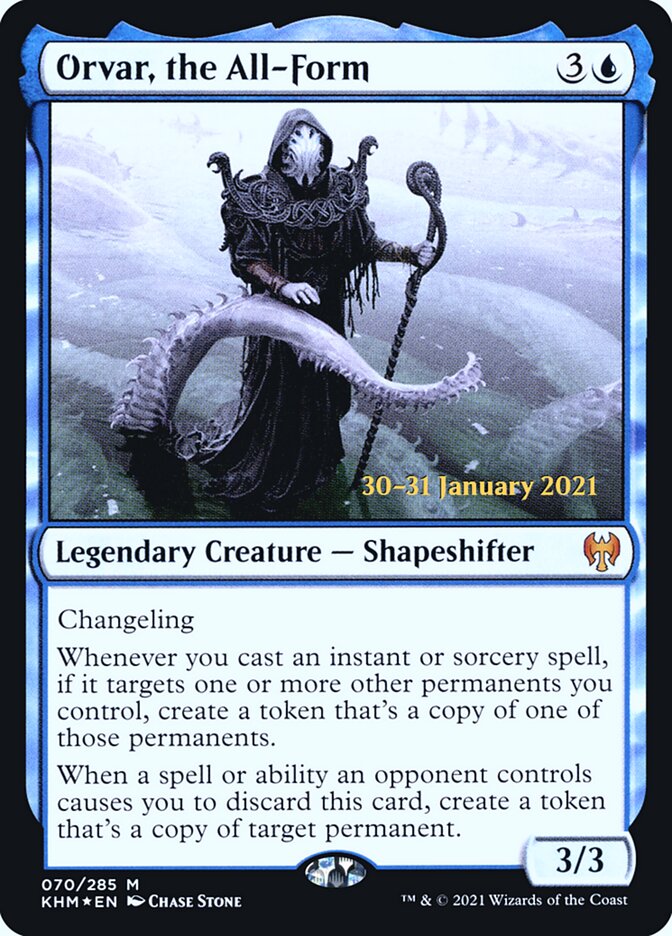 Orvar, the All-Form 3
30–31 January 2021
Legendary Creature — Shapeshifter
Changeling
Whenever you cast an instant or sorcery spell,
if it targets one or more other permanents you
control, create a token that's a copy of one of
those permanents.
When a spell or ability an opponent controls
causes you to discard this card, create a token
that's a copy of target permanent.
3/3
070/285 M
KHM★EN Chase Stone
™ & © 2021 Wizards of the Coast